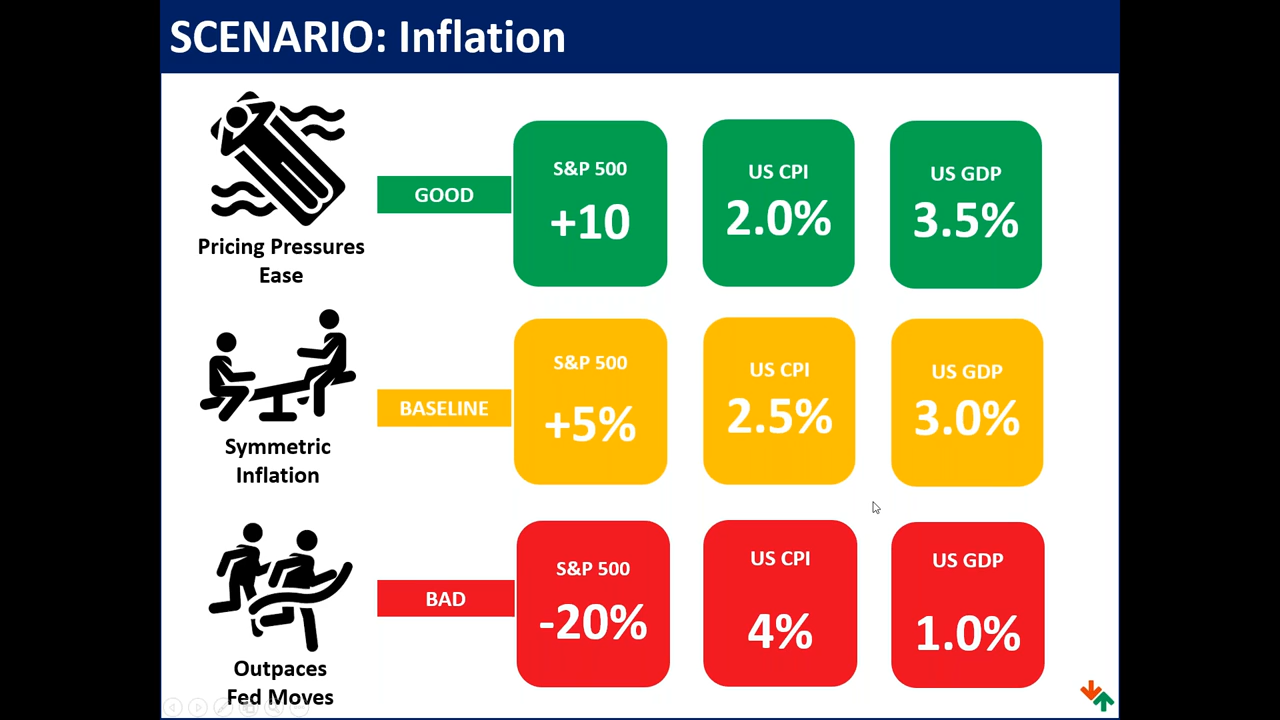 SCENARIO: Inflation
Pricing Pressures
Ease
GOOD
S&P 500
+10
US CPI
2.0%
US GDP
3.5%
Symmetric
Inflation
BASELINE
S&P 500
+5%
US CPI
2.5%
US GDP
3.0%
Outpaces
Fed Moves
BAD
S&P 500
-20%
US CPI
4%
US GDP
1.0%